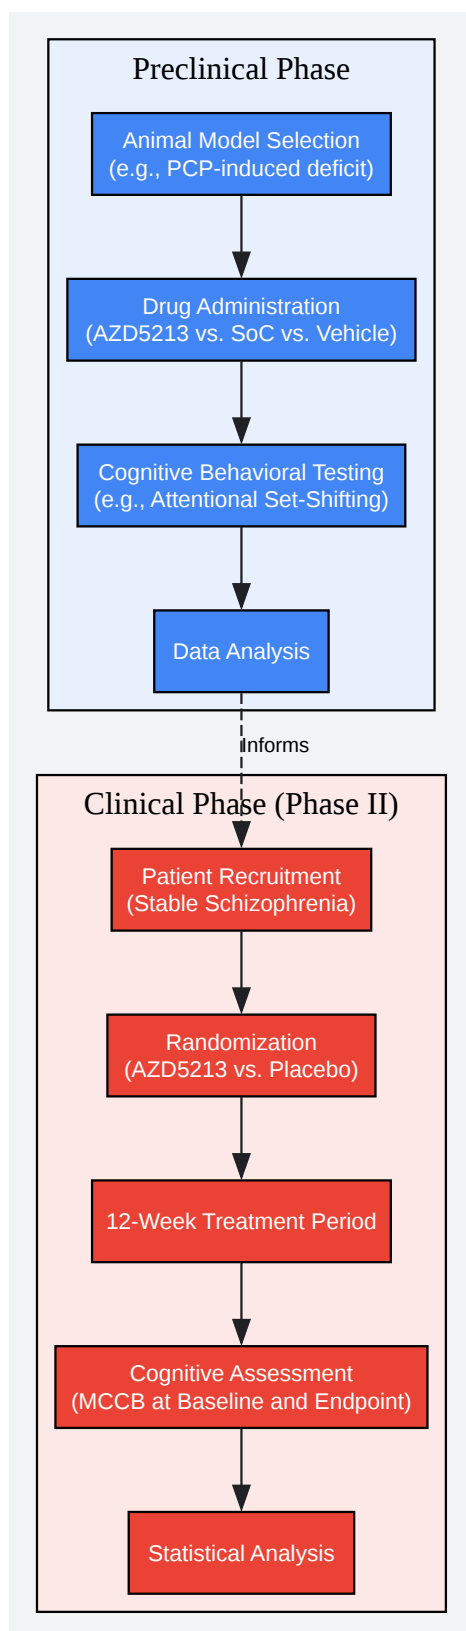 Preclinical Phase
Animal Model Selection
(e.g., PCP-induced deficit)
Drug Administration
(AZD5213 vs. SoC vs. Vehicle)
Cognitive Behavioral Testing
(e.g., Attentional Set-Shifting)
Data Analysis
Informs
Clinical Phase (Phase II)
Patient Recruitment
(Stable Schizophrenia)
Randomization
(AZD5213 vs. Placebo)
12-Week Treatment Period
Cognitive Assessment
(MCCB at Baseline and Endpoint)
Statistical Analysis